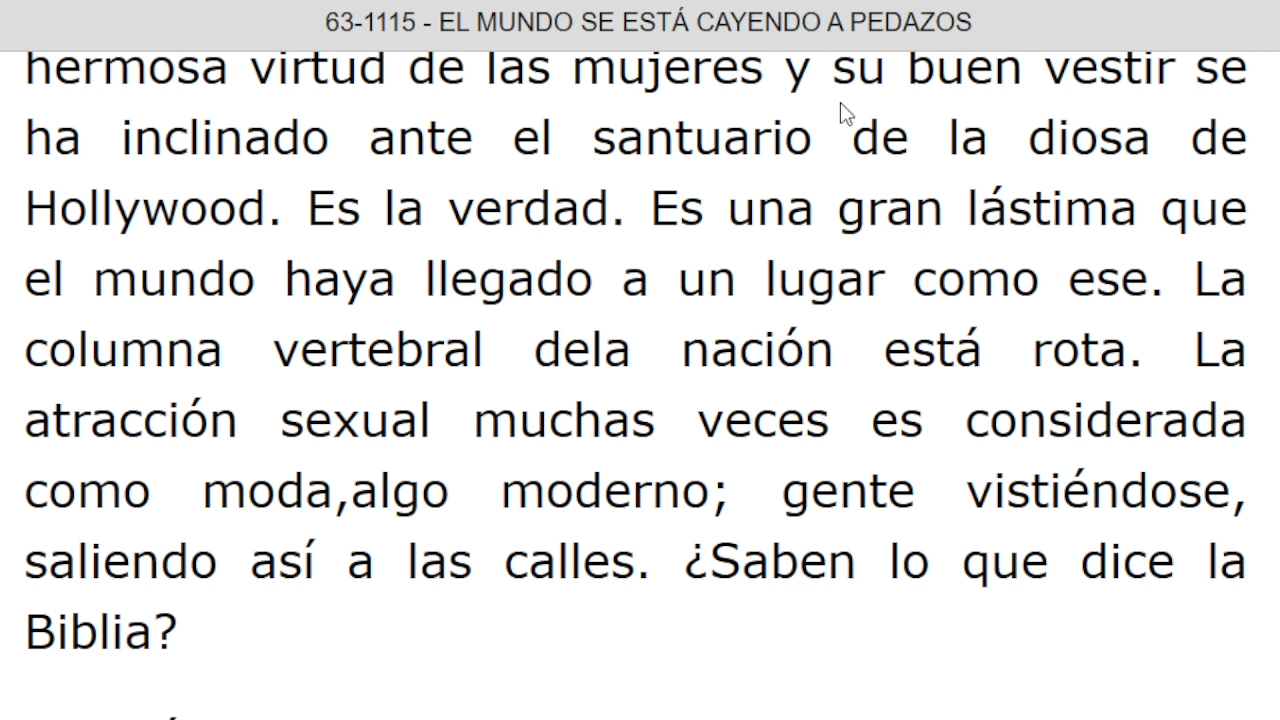 63-1115 - EL MUNDO SE ESTÁ CAYENDO A PEDAZOS
hermosa virtud de las mujeres y su buen vestir se
ha inclinado ante el santuario de la diosa de
Hollywood. Es la verdad. Es una gran lástima que
el mundo haya llegado a un lugar como ese. La
columna vertebral dela nación está rota. La
atracción sexual muchas veces es considerada
como moda,algo moderno; gente vistiéndose,
saliendo así a las calles. ¿Saben lo que dice la
Biblia?